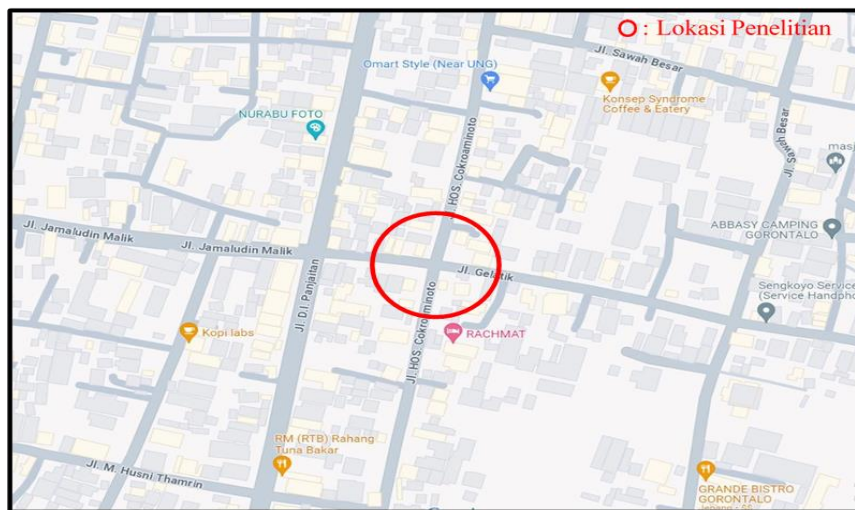 O : Lokasi Penelitian
Jl. Sawah Besar
Omart Style (Near UNG)
Konsep Syndrome
Coffee & Eatery
NURABU FOTO
Jl. Sawah Besar
mas
HOS. Cokroaminoto
ABBASY CAMPING
GORONTALO
Jl. Jamaludin Malik
Jl. Jamaludin Malik
Jl. Gelatik
Sengkoyo Service
(Service Handpho
Jl. D.I. Panjaitan
Kopi labs
RACHMAT
Jl. HOS. Cokroaminoto
RM (RTB) Rahang
Tuna Bakar
Jl. M. Husni Thamrin
GRANDE BISTRO
GORONTALO